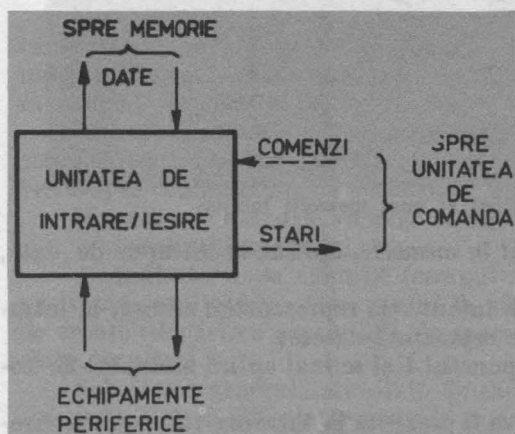 SPRE MEMORIE
DATE
UNITATEA DE
INTRARE/IESIRE
COMENZI
STARI
SPRE
UNITATEA
DE
COMANDA
ECHIPAMENTE
PERIFERICE